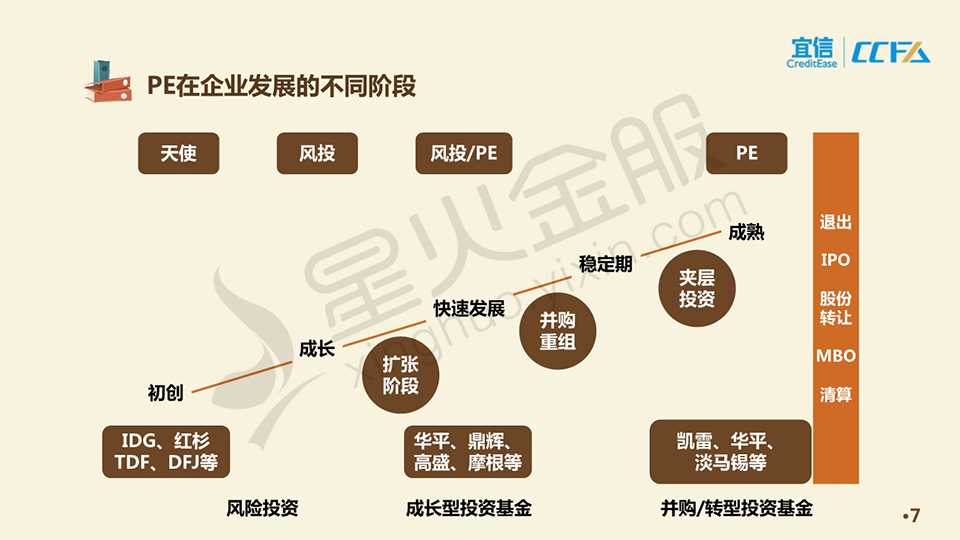 宜信
CreditEase
CCFA
PE在企业发展的不同阶段
天使
风投
风投/PE
PE
退出
IPO
股份
转让
MBO
清算
成熟
稳定期
快速发展
成长
初创
夹层
投资
并购
重组
扩张
阶段
IDG、红杉
TDF、DFJ等
华平、鼎辉、
高盛、摩根等
凯雷、华平、
淡马锡等
风险投资
成长型投资基金
并购/转型投资基金
星火金服
xinghuo.yixin.com
•7